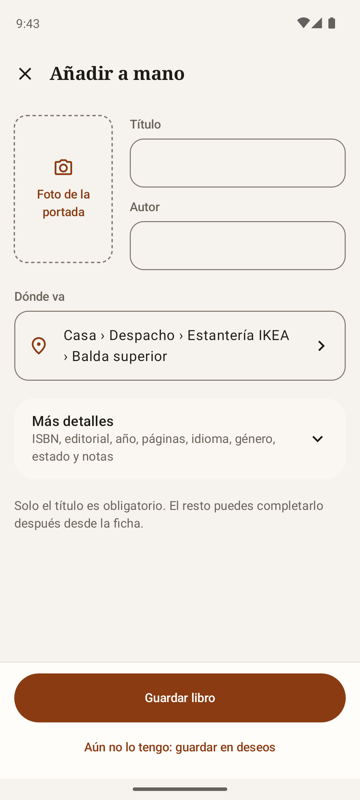 9:43
Añadir a mano
Foto de la
portada
Título
Autor
Dónde va
Casa › Despacho › Estantería IKEA
› Balda superior
Más detalles
ISBN, editorial, año, páginas, idioma, género,
estado y notas
Solo el título es obligatorio. El resto puedes completarlo
después desde la ficha.
Guardar libro
Aún no lo tengo: guardar en deseos